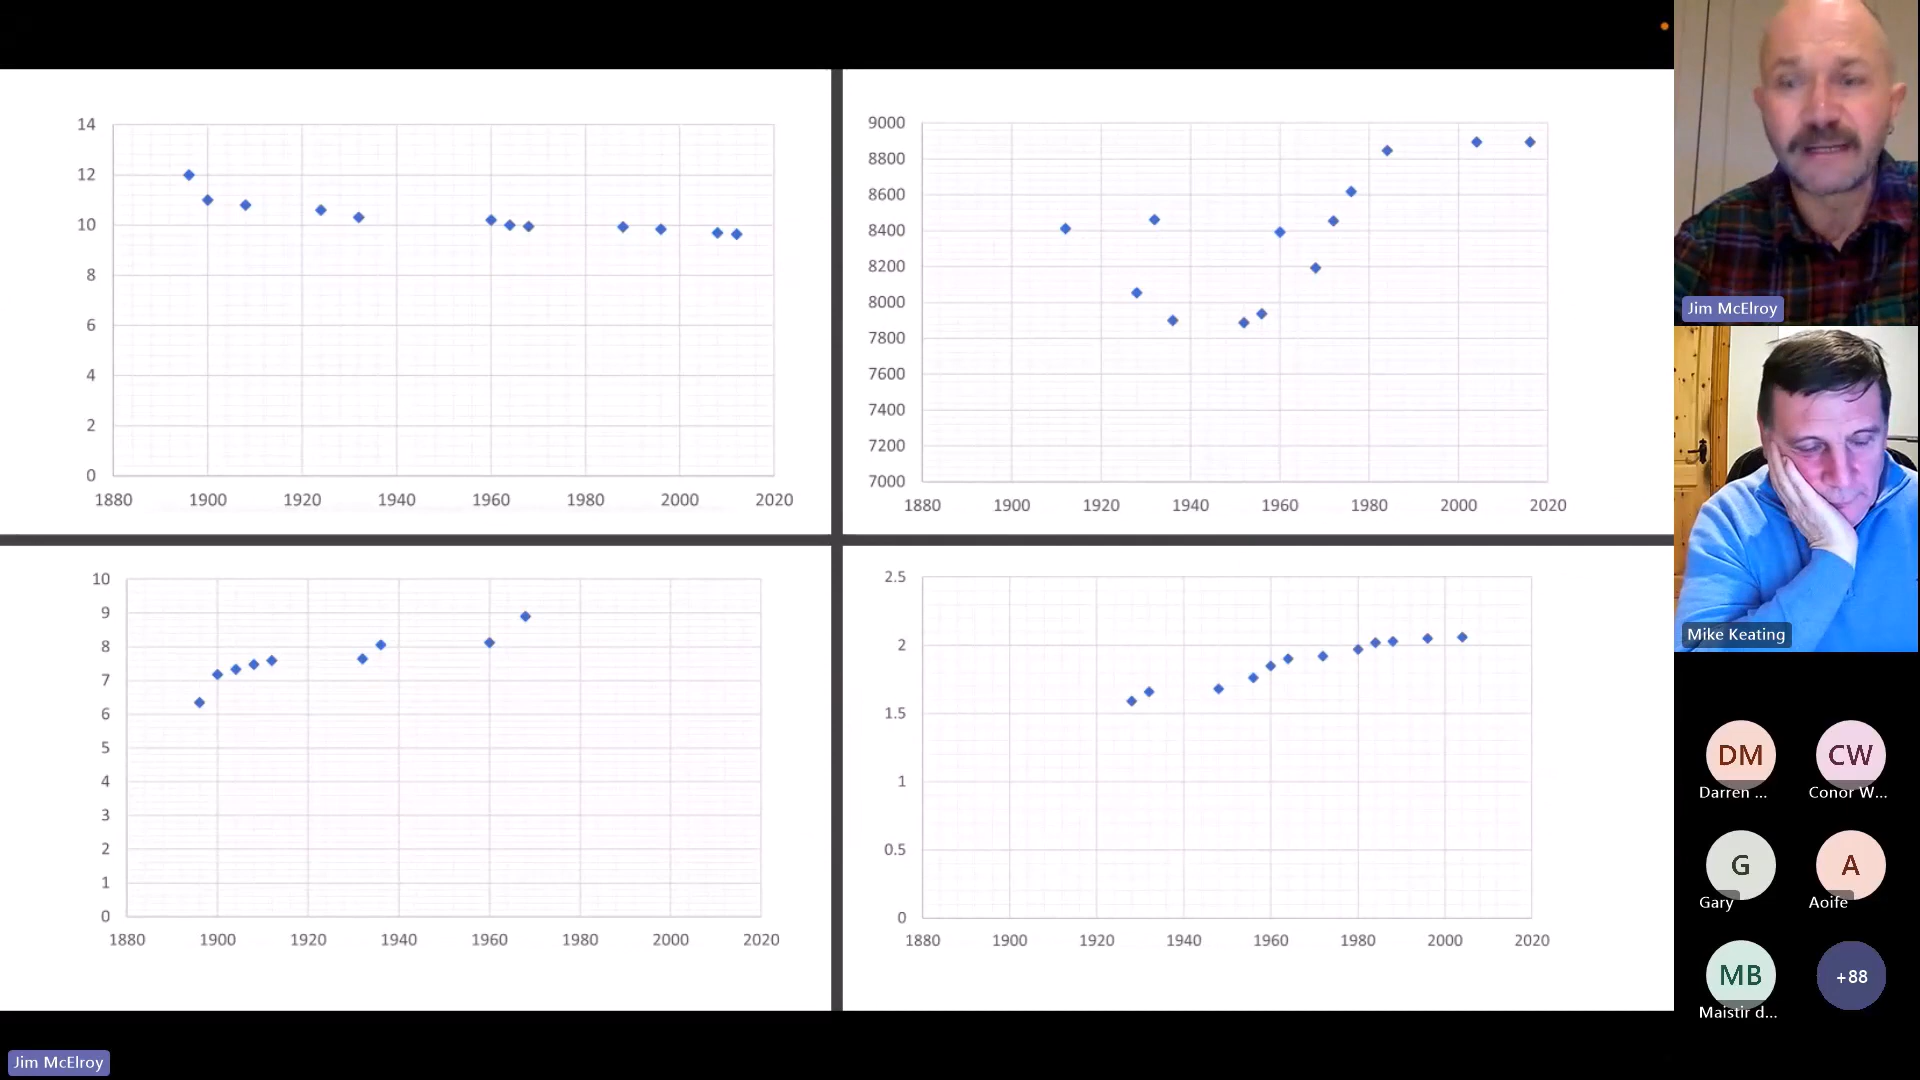 14
12
10
8
6
4
2
0
1880 1900 1920 1940 1960 1980 2000 2020
9000
8800
8600
8400
8200
8000
7800
7600
7400
7200
7000
1880 1900 1920 1940 1960 1980 2000 2020
10
9
8
7
6
5
4
3
2
1
0
1880 1900 1920 1940 1960 1980 2000 2020
2.5
2
1.5
1
0.5
0
1880 1900 1920 1940 1960 1980 2000 2020
Jim McElroy
Mike Keating
DM CW
Darren ... Conor W...
G A
Gary Aoife
MB +88
Maistir d...
Jim McElroy